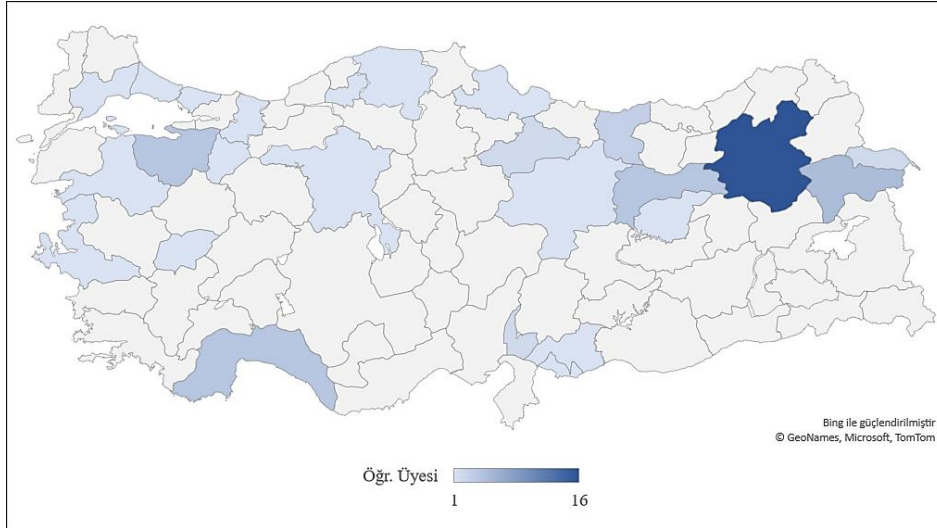 Bing ile güçlendirilmiştir
© GeoNames, Microsoft, TomTom
Öğr. Üyesi
1 16